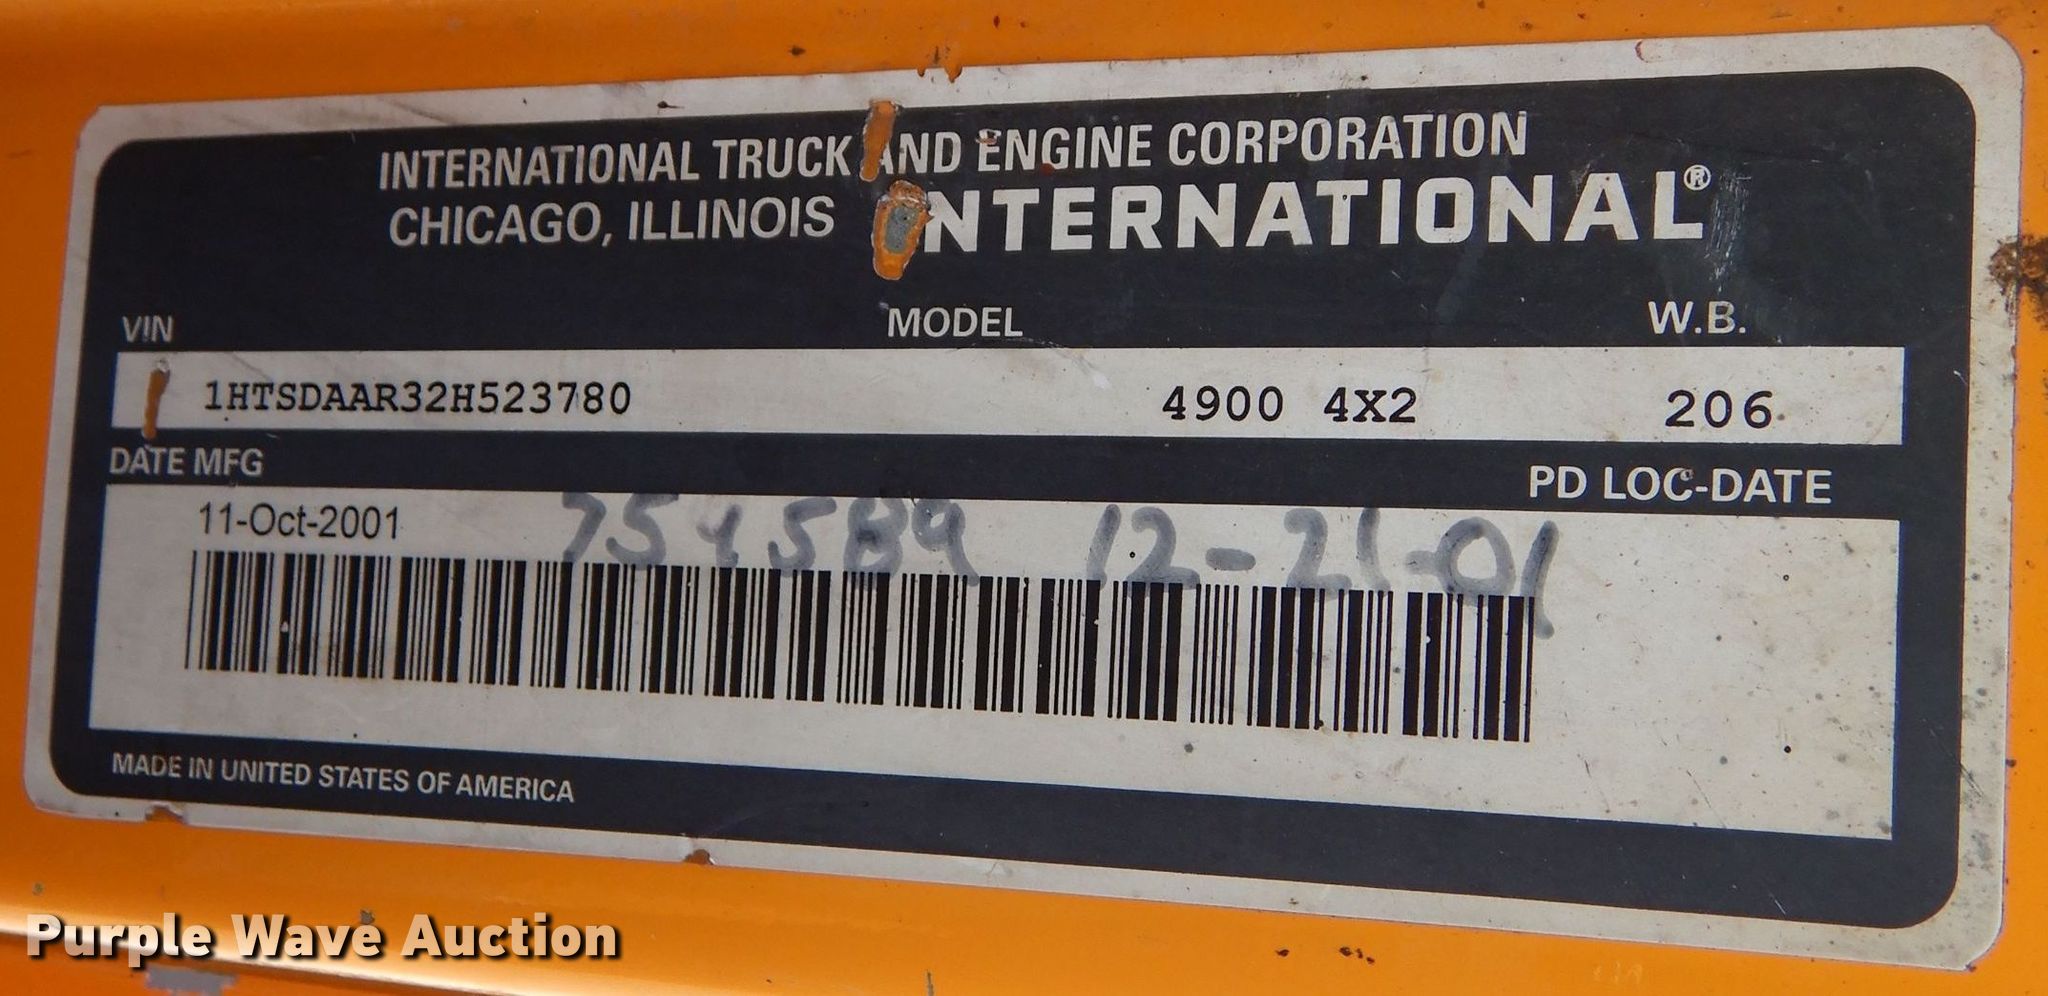 INTERNATIONAL TRUCK AND ENGINE CORPORATION
CHICAGO, ILLINOIS INTERNATIONAL®
VIN MODEL W.B.
1HTSDAAR32H523780 4900 4X2 206
DATE MFG PD LOC-DATE
11-Oct-2001 754589 12-21-01
MADE IN UNITED STATES OF AMERICA
Purple Wave Auction